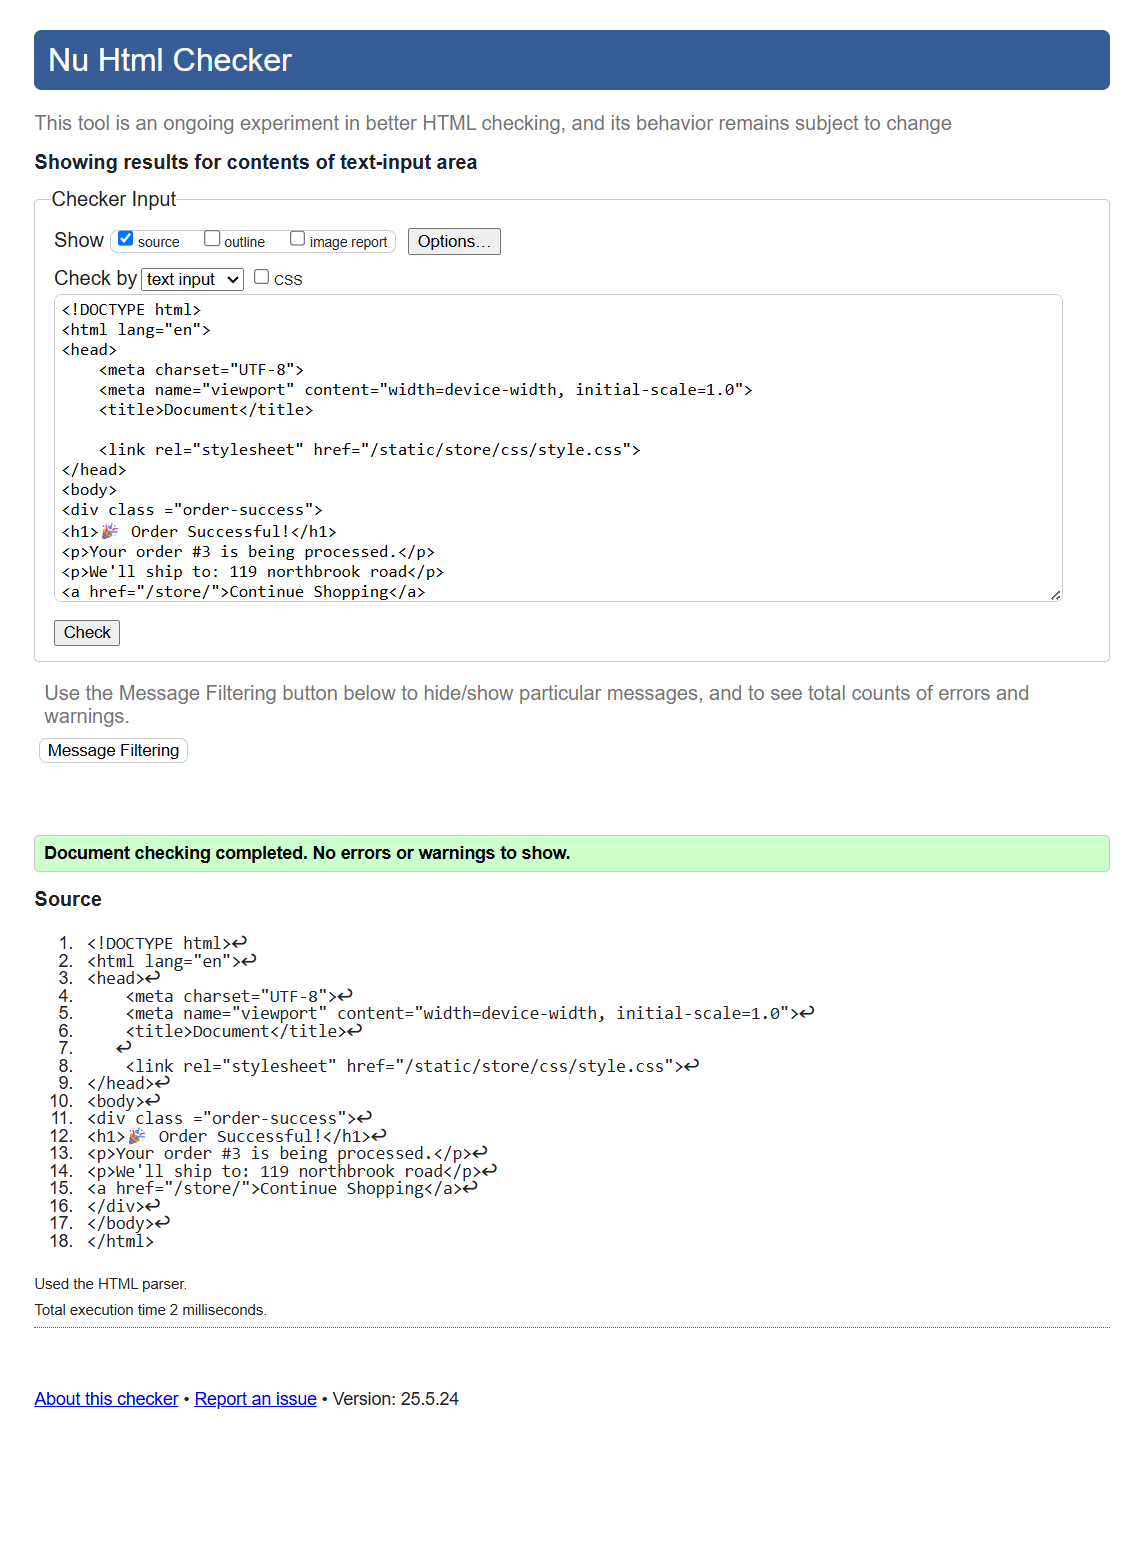 Nu Html Checker
This tool is an ongoing experiment in better HTML checking, and its behavior remains subject to change
Showing results for contents of text-input area
Checker Input
Show source outline image report Options...
Check by text input CSS
<!DOCTYPE html>
<html lang="en">
<head>
    <meta charset="UTF-8">
    <meta name="viewport" content="width=device-width, initial-scale=1.0">
    <title>Document</title>

    <link rel="stylesheet" href="/static/store/css/style.css">
</head>
<body>
<div class ="order-success">
<h1>🎉 Order Successful!</h1>
<p>Your order #3 is being processed.</p>
<p>We'll ship to: 119 northbrook road</p>
<a href="/store/">Continue Shopping</a>
Check
Use the Message Filtering button below to hide/show particular messages, and to see total counts of errors and
warnings.
Message Filtering
Document checking completed. No errors or warnings to show.
Source
1. <!DOCTYPE html>↩
2. <html lang="en">↩
3. <head>↩
4.     <meta charset="UTF-8">↩
5.     <meta name="viewport" content="width=device-width, initial-scale=1.0">↩
6.     <title>Document</title>↩
7.    ↩
8.     <link rel="stylesheet" href="/static/store/css/style.css">↩
9. </head>↩
10. <body>↩
11. <div class ="order-success">↩
12. <h1>🎉 Order Successful!</h1>↩
13. <p>Your order #3 is being processed.</p>↩
14. <p>We'll ship to: 119 northbrook road</p>↩
15. <a href="/store/">Continue Shopping</a>↩
16. </div>↩
17. </body>↩
18. </html>
Used the HTML parser.
Total execution time 2 milliseconds.
About this checker • Report an issue • Version: 25.5.24